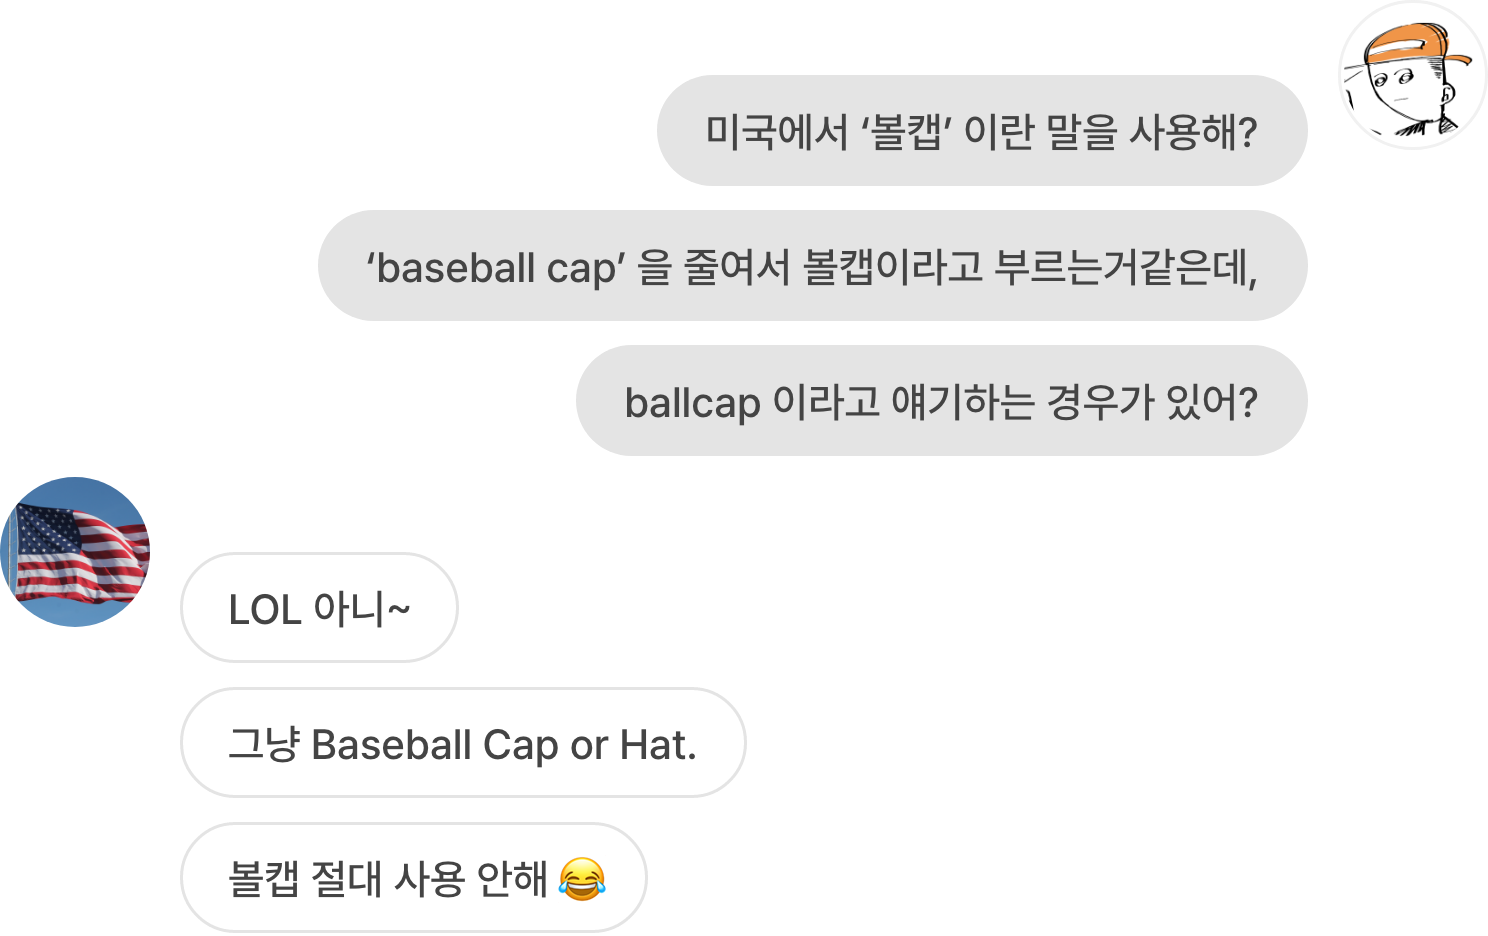 미국에서 ‘볼캡’ 이란 말을 사용해?
‘baseball cap’ 을 줄여서 볼캡이라고 부르는거같은데,
ballcap 이라고 얘기하는 경우가 있어?
LOL 아니~
그냥 Baseball Cap or Hat.
볼캡 절대 사용 안해 😂